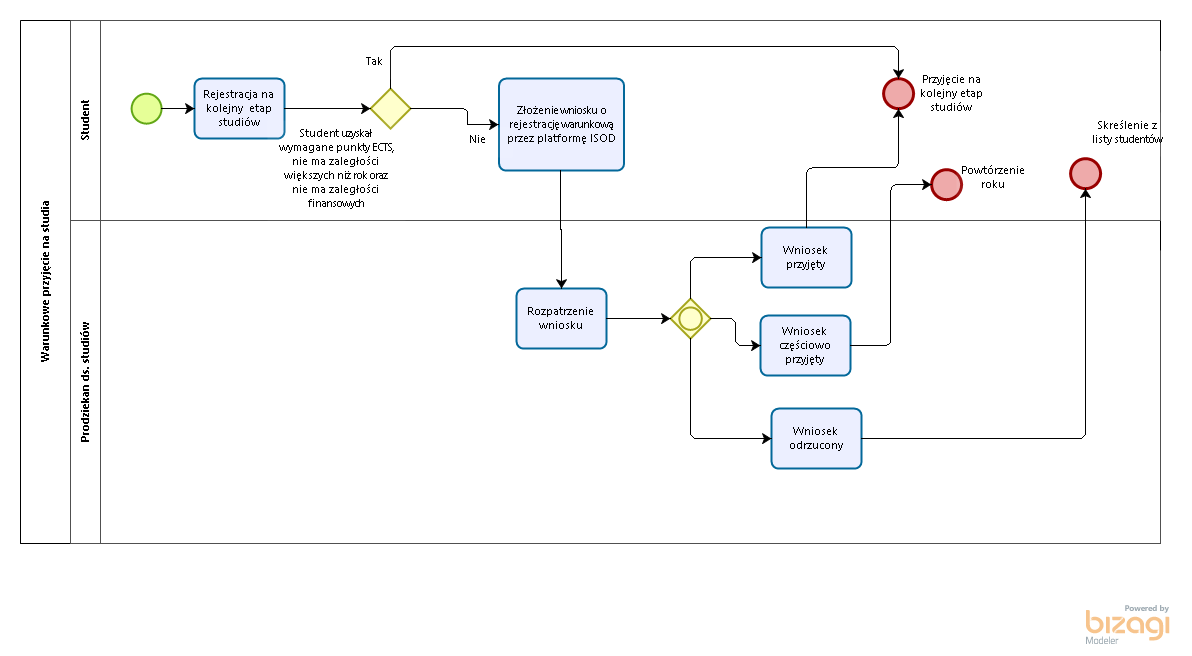 Warunkowe przyjęcie na studia
Student
Rejestracja na
kolejny etap
studiów
Tak
Student uzyskał
wymagane punkty ECTS,
nie ma zaległości
większych niż rok oraz
nie ma zaległości
finansowych
Nie
Złożenie wniosku o
rejestrację warunkową
przez platformę ISOD
Przyjęcie na
kolejny etap
studiów
Powtórzenie
roku
Skreślenie z
listy studentów
Prodziekan ds. studiów
Rozpatrzenie
wniosku
Wniosek
przyjęty
Wniosek
częściowo
przyjęty
Wniosek
odrzucony
Powered by
bizagi
Modeler